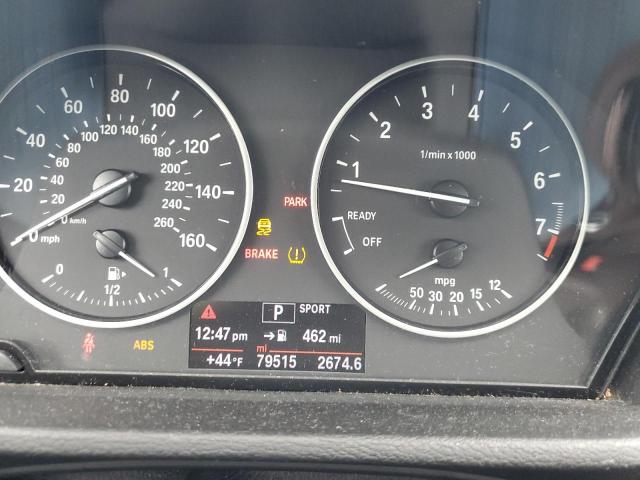 20 40 60 80 100 120 140 160
20 40 60 80 100 120 140 160 180 200 220 240 260
0 km/h
0 mph
0 1/2 1
1 2 3 4 5 6 7
1/min x 1000
PARK
READY
OFF
BRAKE
mpg
50 30 20 15 12
P SPORT
12:47 pm 462 mi
mi
+44°F 79515 2674.6
ABS